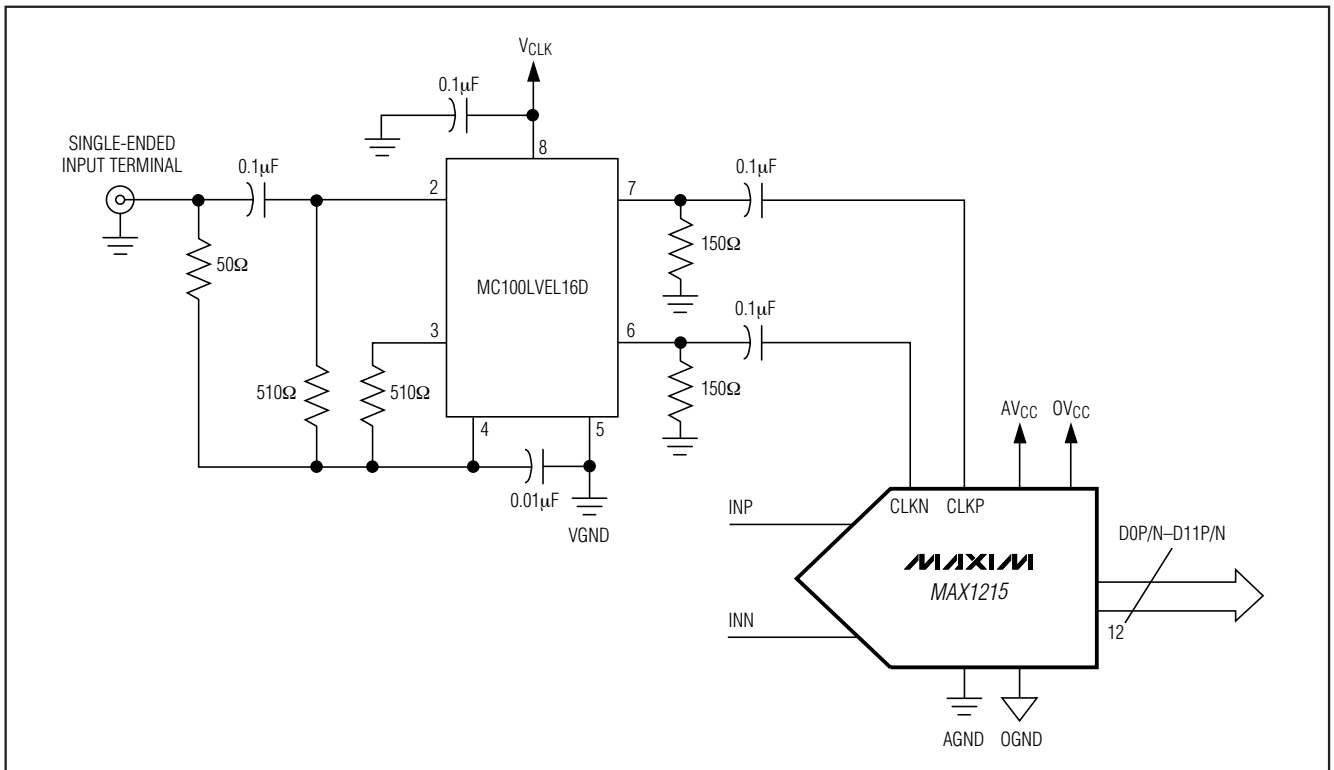 VCLK
0.1μF
SINGLE-ENDED
INPUT TERMINAL
0.1μF
8
2
7
0.1μF
50Ω
150Ω
MC100LVEL16D
3
6
0.1μF
510Ω
510Ω
150Ω
4
5
0.01μF
VGND
AVCC
OVCC
INP
CLKN
CLKP
D0P/N–D11P/N
MAXIM
MAX1215
INN
12
AGND
OGND